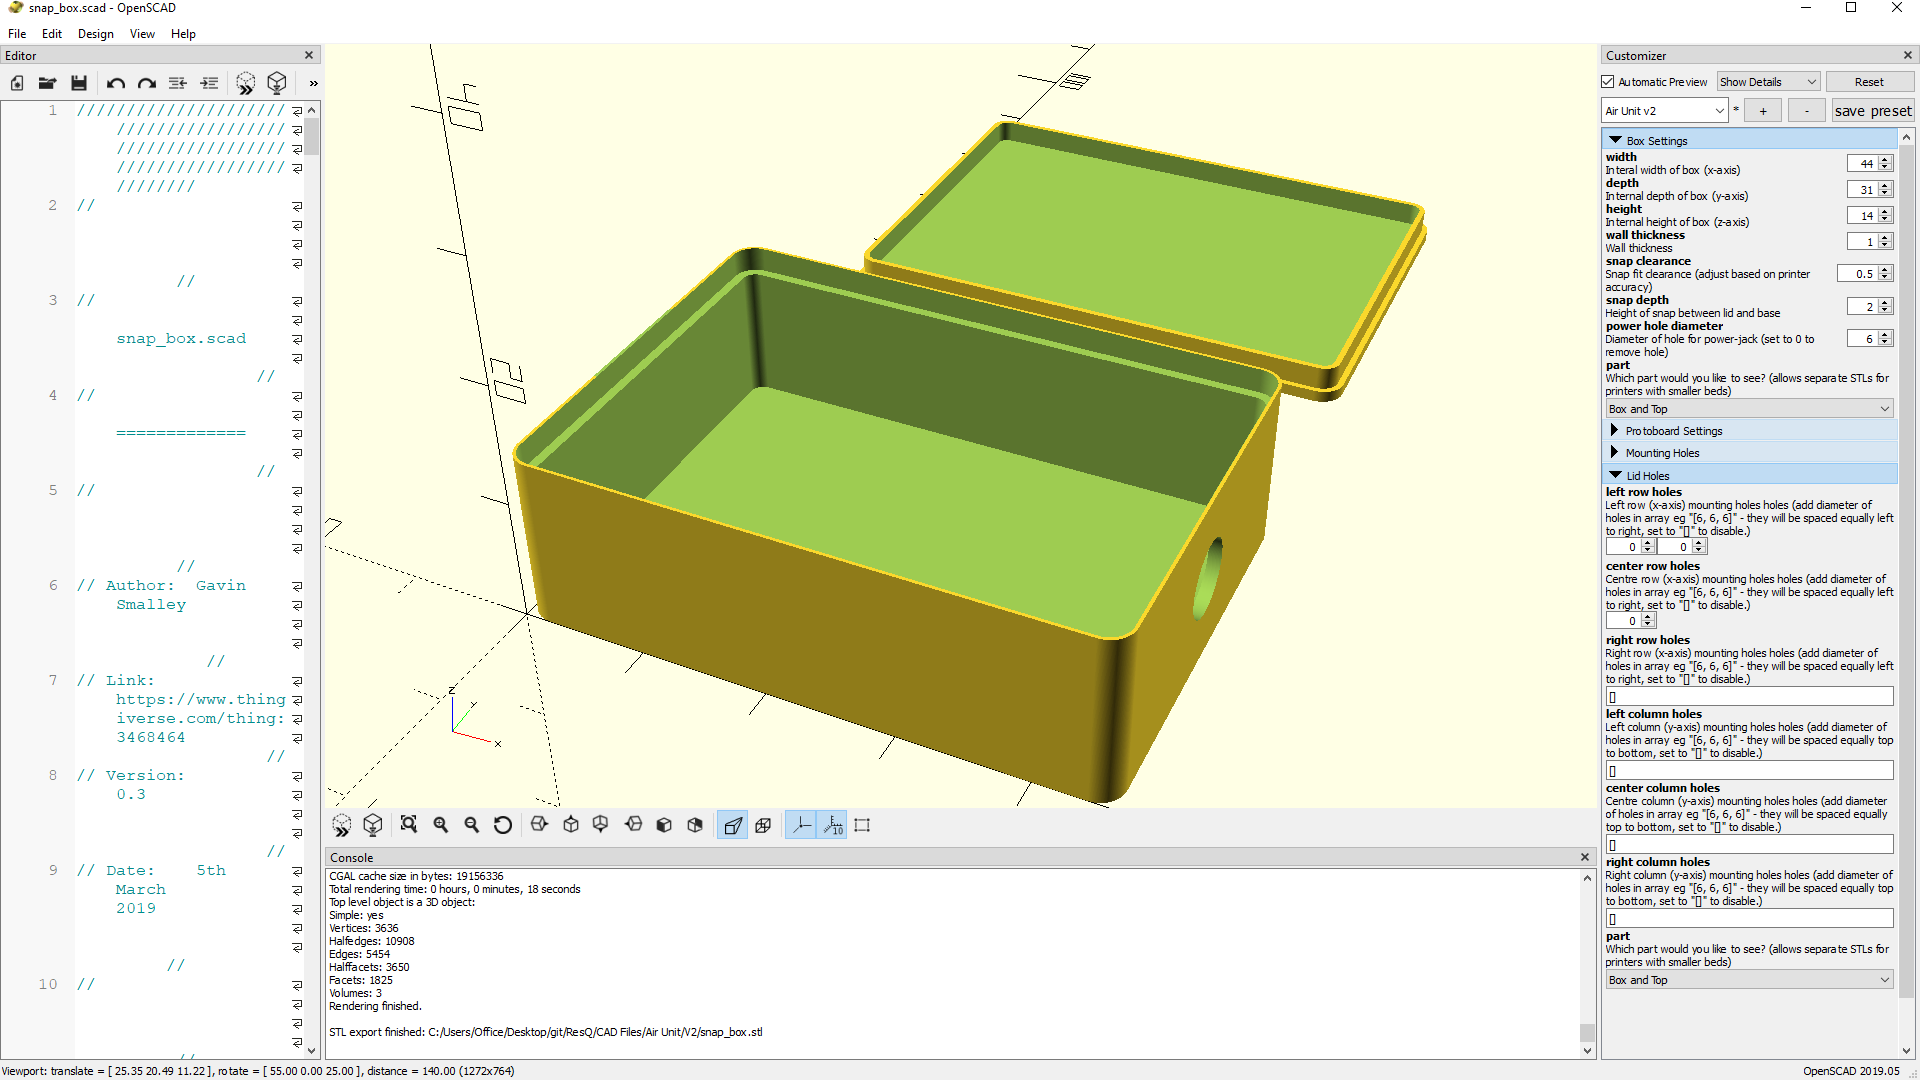 snap_box.scad - OpenSCAD
File Edit Design View Help
Editor
1 /////////////////////
/////////////////
/////////////////
/////////////////
////////
2 //
//
3 //
snap_box.scad
//
4 //
=============
//
5 //
//
6 // Author: Gavin
Smalley
//
7 // Link:
https://www.thing
iverse.com/thing:
3468464
//
8 // Version:
0.3
//
9 // Date: 5th
March
2019
//
10 //
//
z
y
x
10
Console
CGAL cache size in bytes: 19156336
Total rendering time: 0 hours, 0 minutes, 18 seconds
Top level object is a 3D object:
Simple: yes
Vertices: 3636
Halfedges: 10908
Edges: 5454
Halffacets: 3650
Facets: 1825
Volumes: 3
Rendering finished.
STL export finished: C:/Users/Office/Desktop/git/ResQ/CAD Files/Air Unit/V2/snap_box.stl
Customizer
Automatic Preview Show Details Reset
Air Unit v2 * + - save preset
Box Settings
width
Interal width of box (x-axis) 44
depth
Internal depth of box (y-axis) 31
height
Internal height of box (z-axis) 14
wall thickness
Wall thickness 1
snap clearance
Snap fit clearance (adjust based on printer 0.5
accuracy)
snap depth
Height of snap between lid and base 2
power hole diameter
Diameter of hole for power-jack (set to 0 to 6
remove hole)
part
Which part would you like to see? (allows separate STLs for
printers with smaller beds)
Box and Top
Protoboard Settings
Mounting Holes
Lid Holes
left row holes
Left row (x-axis) mounting holes holes (add diameter of
holes in array eg "[6, 6, 6]" - they will be spaced equally left
to right, set to "[]" to disable.)
0 0
center row holes
Centre row (x-axis) mounting holes holes (add diameter of
holes in array eg "[6, 6, 6]" - they will be spaced equally left
to right, set to "[]" to disable.)
0
right row holes
Right row (x-axis) mounting holes holes (add diameter of
holes in array eg "[6, 6, 6]" - they will be spaced equally left
to right, set to "[]" to disable.)
[]
left column holes
Left column (y-axis) mounting holes holes (add diameter of
holes in array eg "[6, 6, 6]" - they will be spaced equally top
to bottom, set to "[]" to disable.)
[]
center column holes
Centre column (y-axis) mounting holes holes (add diameter
of holes in array eg "[6, 6, 6]" - they will be spaced equally
top to bottom, set to "[]" to disable.)
[]
right column holes
Right column (y-axis) mounting holes holes (add diameter of
holes in array eg "[6, 6, 6]" - they will be spaced equally top
to bottom, set to "[]" to disable.)
[]
part
Which part would you like to see? (allows separate STLs for
printers with smaller beds)
Box and Top
Viewport: translate = [ 25.35 20.49 11.22 ], rotate = [ 55.00 0.00 25.00 ], distance = 140.00 (1272x764)
OpenSCAD 2019.05